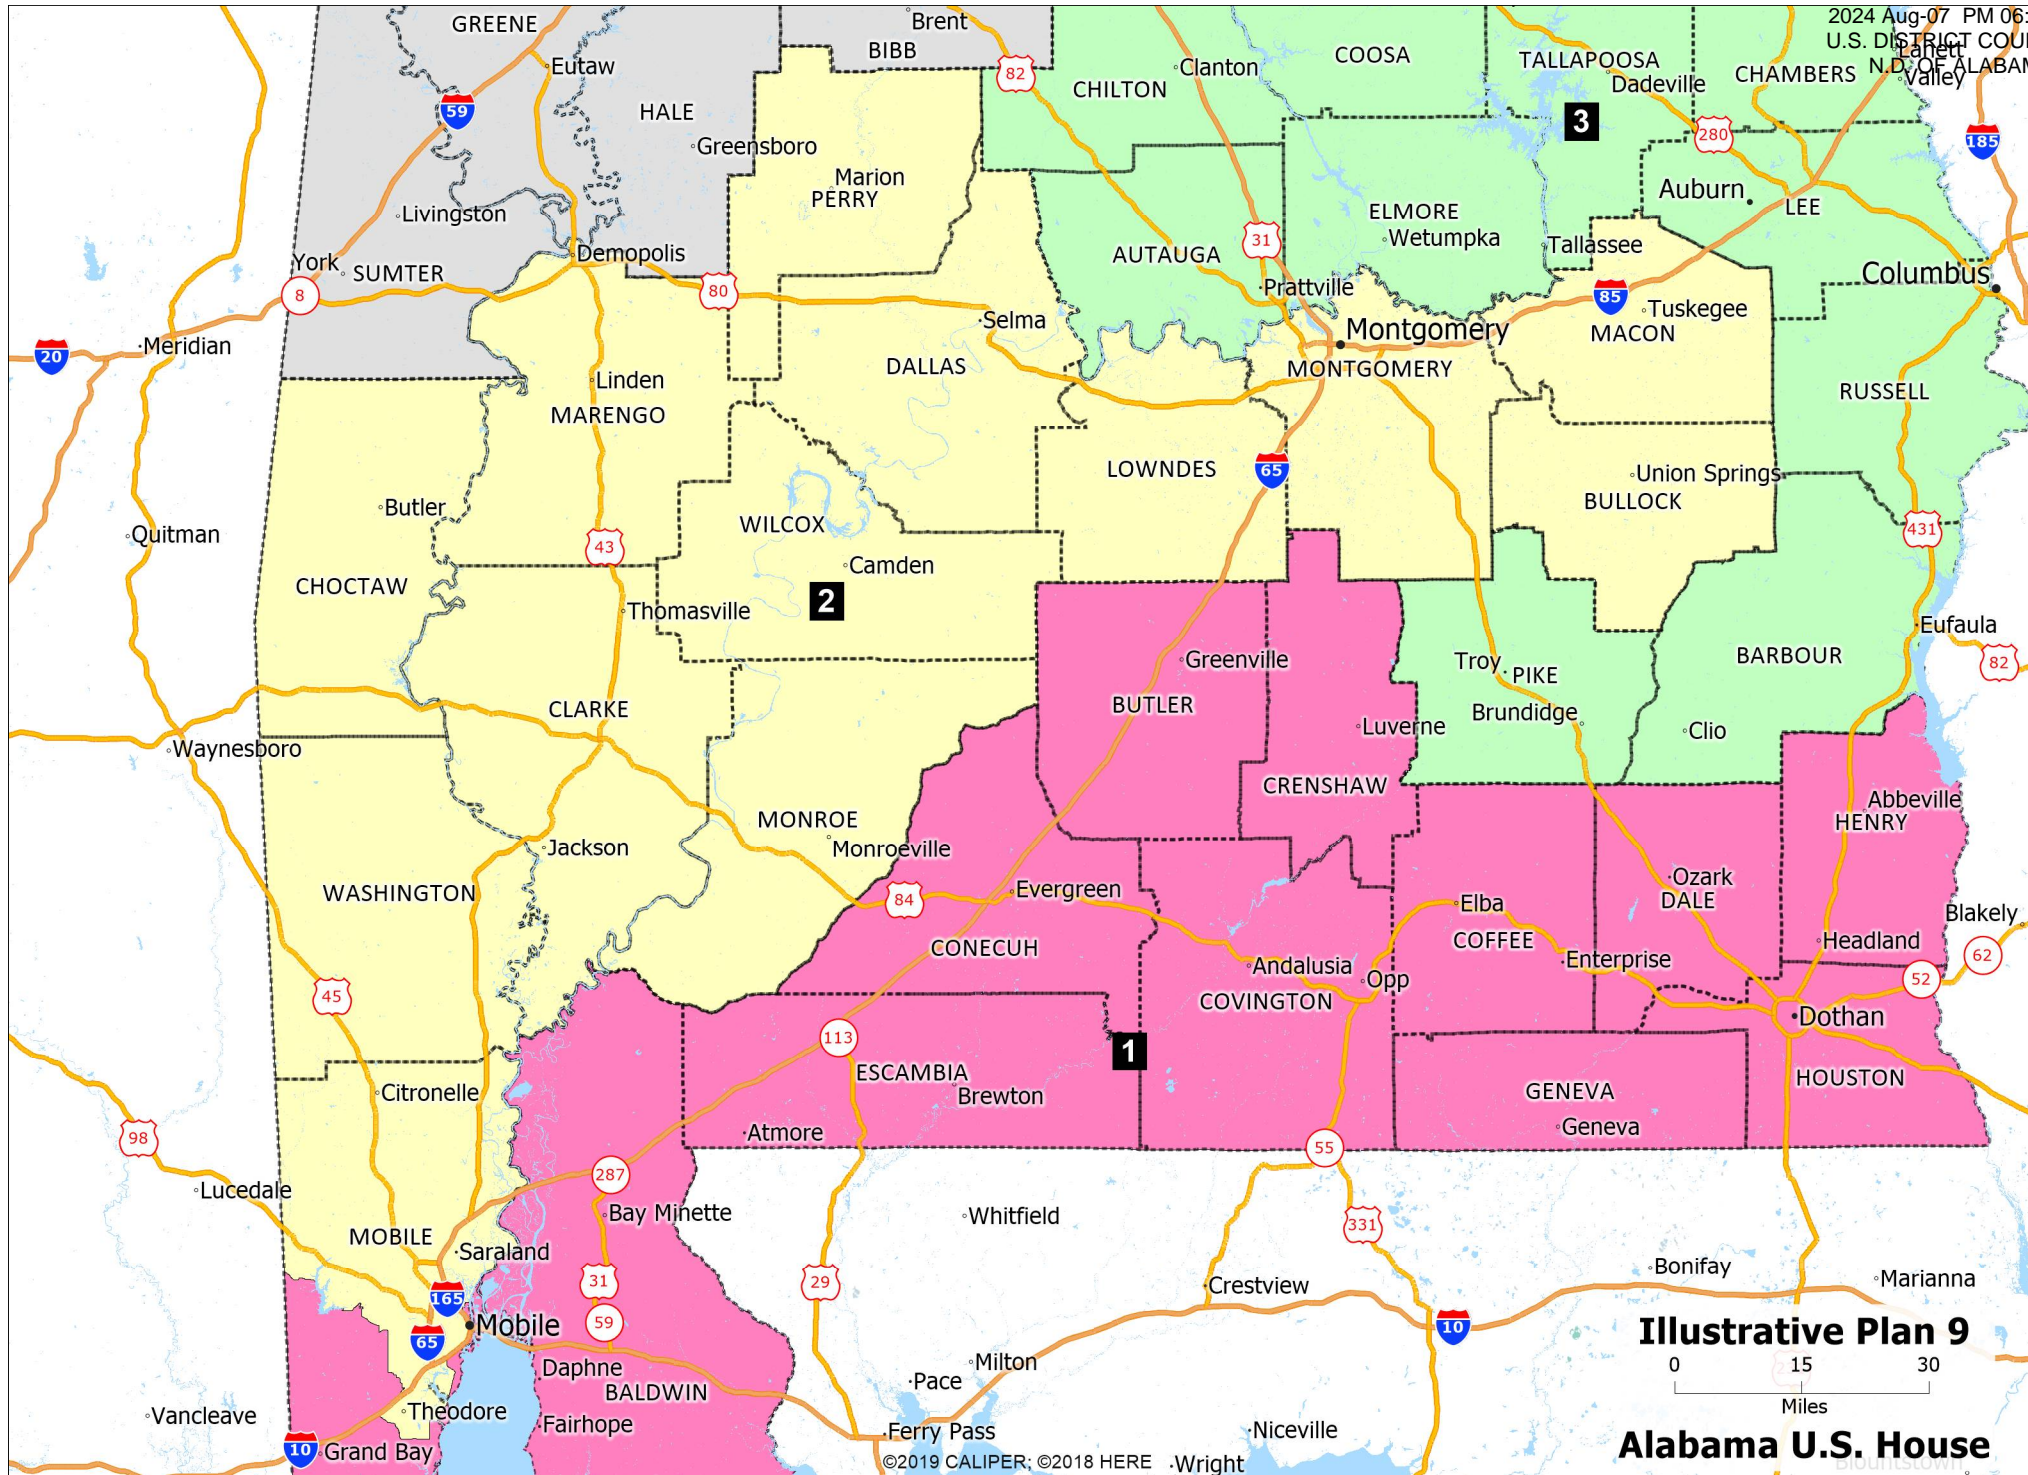 2024 Aug-07 PM 06:
U.S. DISTRICT COU
N.D. OF ALABAM
GREENE
Brent
BIBB
Eutaw
82
Clanton
COOSA
TALLAPOOSA
Lanett
Valley
CHILTON
Dadeville
CHAMBERS
59
HALE
3
280
185
Greensboro
Marion
PERRY
Auburn
LEE
Livingston
ELMORE
Wetumpka
31
Tallassee
Demopolis
AUTAUGA
York
SUMTER
Columbus
8
80
Prattville
85
Tuskegee
Selma
Montgomery
MACON
20
Meridian
DALLAS
MONTGOMERY
Linden
MARENGO
RUSSELL
LOWNDES
65
Union Springs
BULLOCK
Butler
WILCOX
Quitman
43
431
Camden
CHOCTAW
2
Thomasville
Eufaula
Greenville
Troy
PIKE
BARBOUR
82
CLARKE
BUTLER
Luverne
Brundidge
Clio
Waynesboro
CRENSHAW
Abbeville
HENRY
MONROE
Monroeville
Jackson
WASHINGTON
84
Evergreen
Elba
Ozark
DALE
Blakely
CONECUH
COFFEE
Headland
Enterprise
62
Andalusia
Opp
52
45
COVINGTON
Dothan
113
1
ESCAMBIA
Brewton
HOUSTON
Citronelle
GENEVA
Geneva
98
Atmore
55
287
Lucedale
Bay Minette
Whitfield
331
MOBILE
Saraland
Bonifay
Marianna
31
29
Crestview
165
59
Mobile
65
10
Illustrative Plan 9
0 15 30
Miles
Daphne
BALDWIN
Milton
Pace
Theodore
Fairhope
Vancleave
Ferry Pass
Niceville
10
Grand Bay
©2019 CALIPER; ©2018 HERE
Wright
Alabama U.S. House
Blountstown